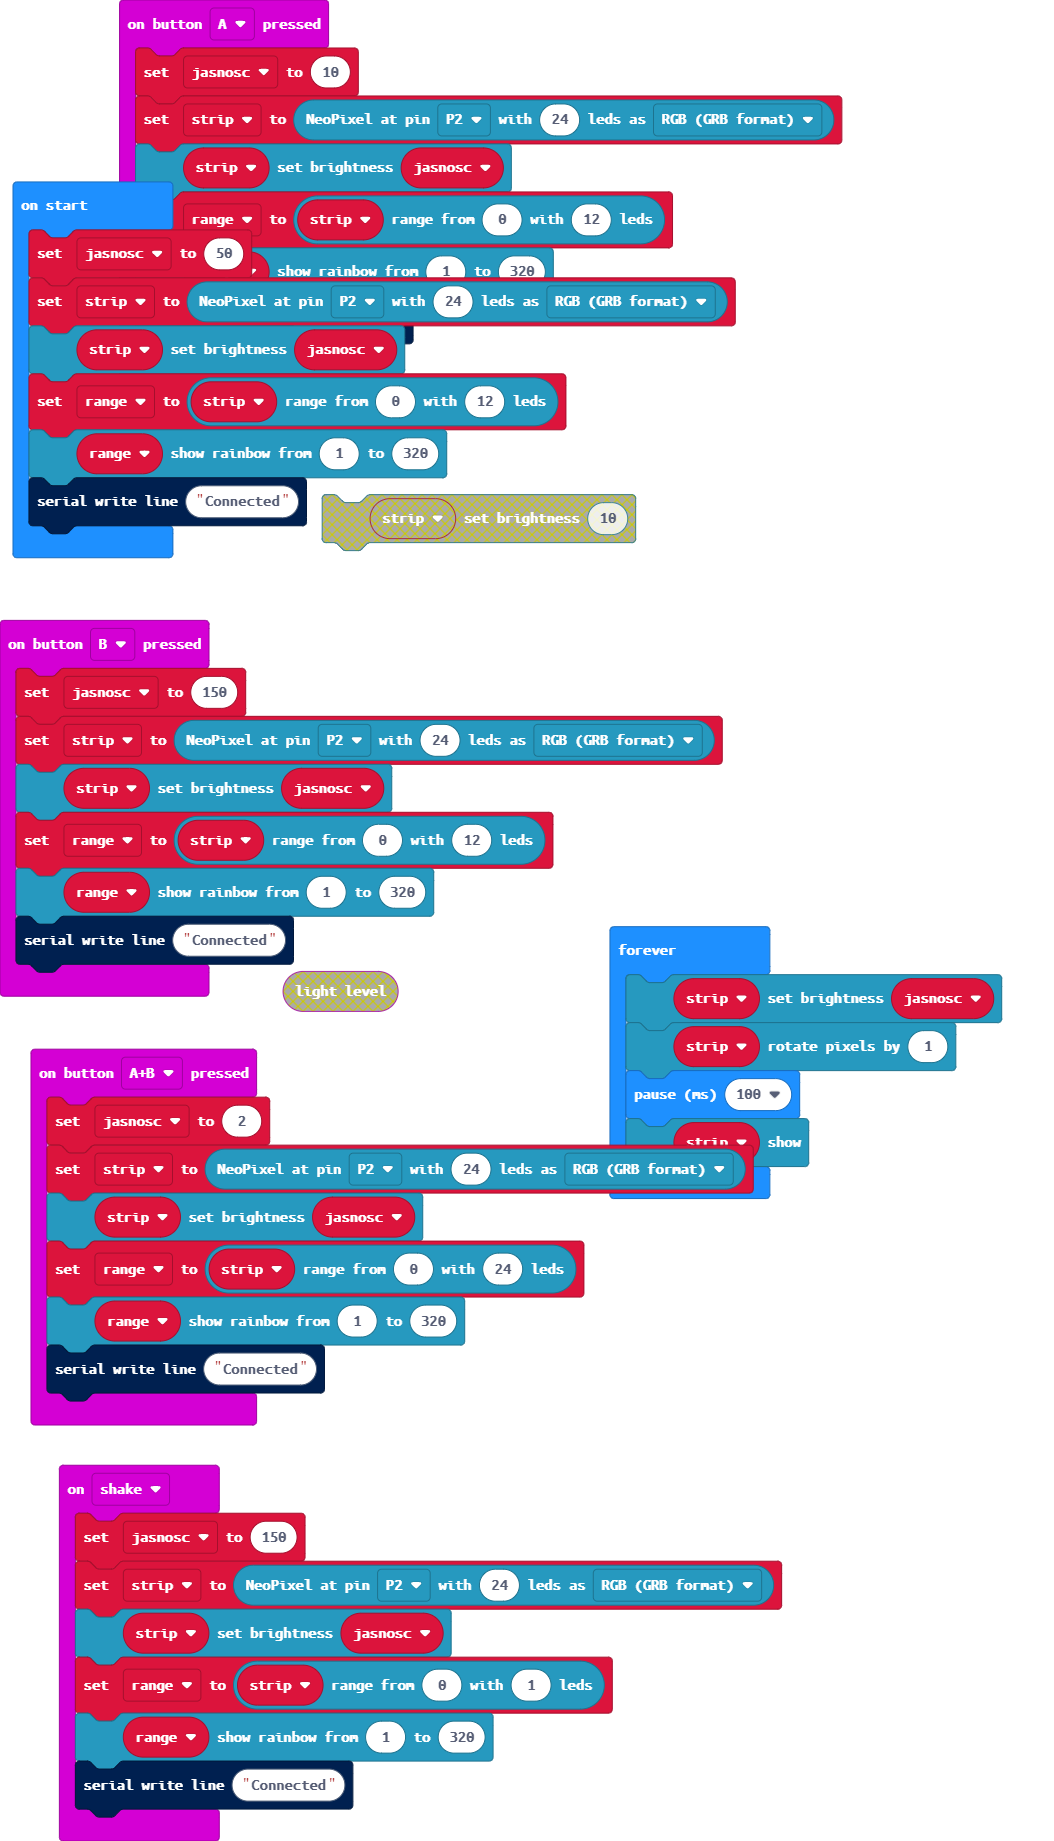 on button A pressed
set jasnosc to 10
set strip to NeoPixel at pin P2 with 24 leds as RGB (GRB format)
strip set brightness jasnosc
range to strip range from 0 with 12 leds
show rainbow from 1 to 320
on start
set jasnosc to 50
set strip to NeoPixel at pin P2 with 24 leds as RGB (GRB format)
strip set brightness jasnosc
set range to strip range from 0 with 12 leds
range show rainbow from 1 to 320
serial write line "Connected"
strip set brightness 10
on button B pressed
set jasnosc to 150
set strip to NeoPixel at pin P2 with 24 leds as RGB (GRB format)
strip set brightness jasnosc
set range to strip range from 0 with 12 leds
range show rainbow from 1 to 320
serial write line "Connected"
light level
forever
strip set brightness jasnosc
strip rotate pixels by 1
pause (ms) 100
strip show
on button A+B pressed
set jasnosc to 2
set strip to NeoPixel at pin P2 with 24 leds as RGB (GRB format)
strip set brightness jasnosc
set range to strip range from 0 with 24 leds
range show rainbow from 1 to 320
serial write line "Connected"
on shake
set jasnosc to 150
set strip to NeoPixel at pin P2 with 24 leds as RGB (GRB format)
strip set brightness jasnosc
set range to strip range from 0 with 1 leds
range show rainbow from 1 to 320
serial write line "Connected"